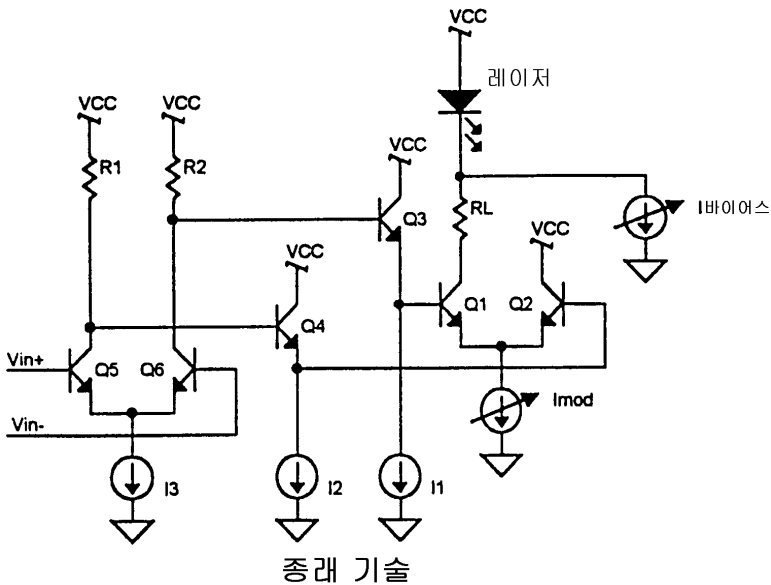 VCC
레이저
VCC
VCC
R1
R2
VCC
Q3
RL
I바이어스
VCC
VCC
Q4
Q1
Q2
Vin+
Q5
Q6
Imod
Vin-
I3
I2
I1
종래 기술